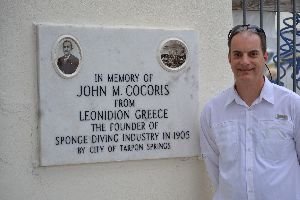 IN MEMORY OF
JOHN M. COCORIS
FROM
LEONIDION GREECE
THE FOUNDER OF
SPONGE DIVING INDUSTRY IN 1905
BY CITY OF TARPON SPRINGS